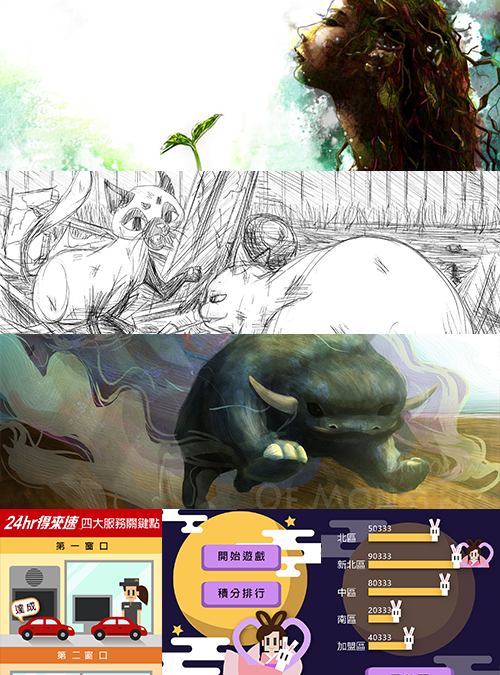 OF MONSTER
24hr得來速 四大服務關鍵點
第一窗口
達成
第二窗口
開始遊戲
積分排行
50333
北區
90333
新北區
80333
中區
20333
南區
40333
加盟區